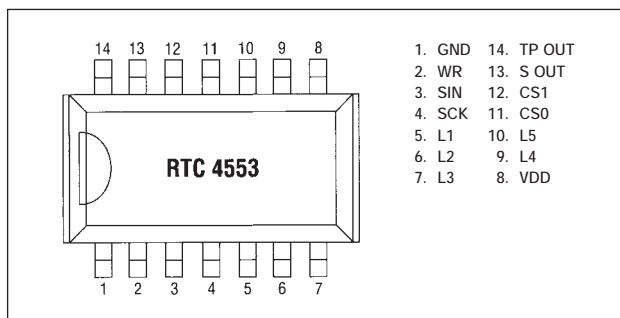 14 13 12 11 10 9 8
RTC 4553
1 2 3 4 5 6 7
1. GND 14. TP OUT
2. WR 13. S OUT
3. SIN 12. CS1
4. SCK 11. CS0
5. L1 10. L5
6. L2 9. L4
7. L3 8. VDD